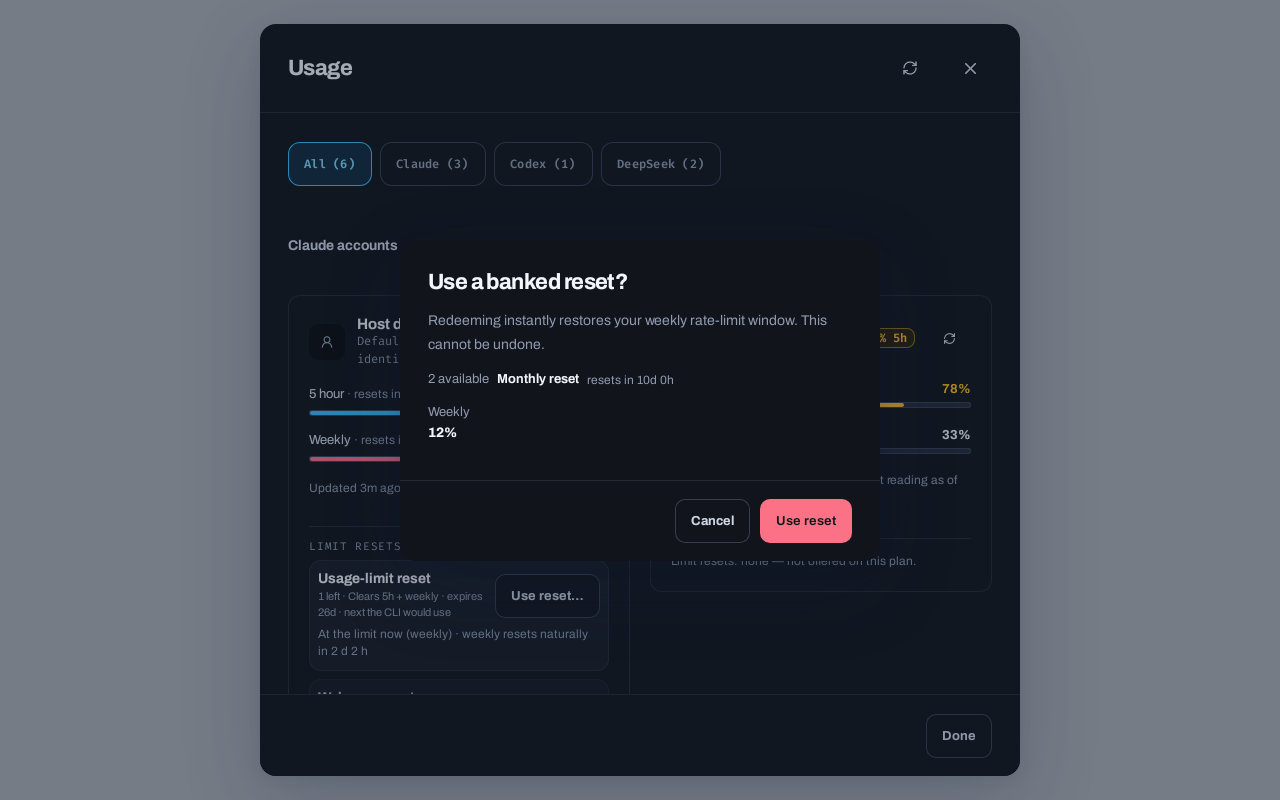 Usage
All (6)
Claude (3)
Codex (1)
DeepSeek (2)
Claude accounts
Use a banked reset?
Redeeming instantly restores your weekly rate-limit window. This
cannot be undone.
2 available Monthly reset resets in 10d 0h
Weekly
12%
Cancel
Use reset
Host d
Defaul
identi
5 hour · resets in
Weekly · resets i
Updated 3m ago
LIMIT RESETS
Usage-limit reset
1 left · Clears 5h + weekly · expires
26d · next the CLI would use
Use reset...
At the limit now (weekly) · weekly resets naturally
in 2 d 2 h
% 5h
78%
33%
t reading as of
Limit resets: none — not offered on this plan.
Done